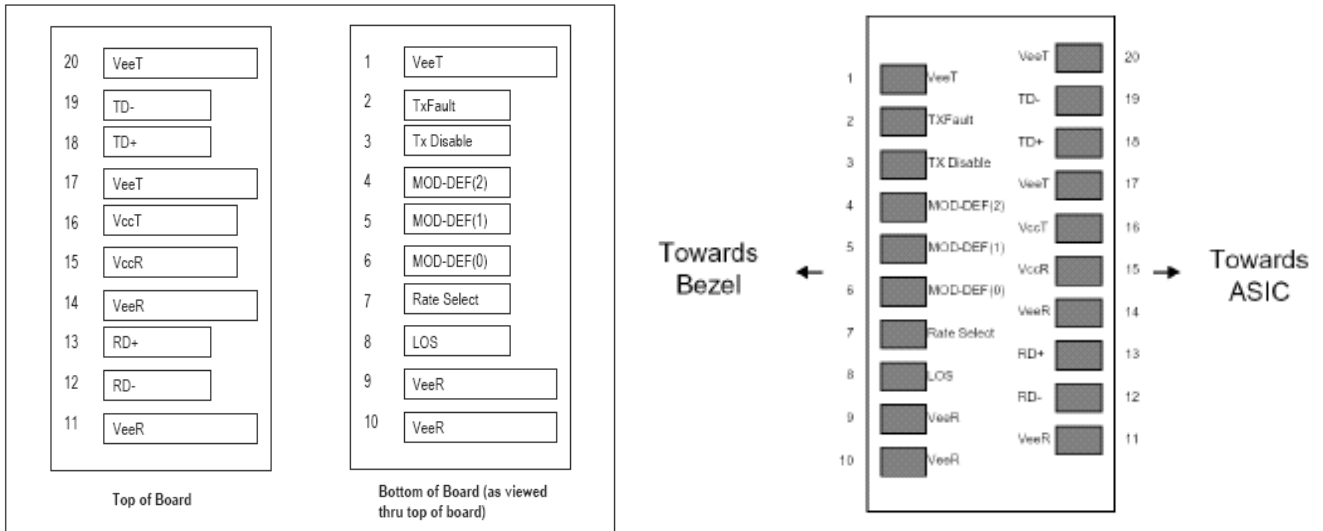 20 VeeT
19 TD-
18 TD+
17 VeeT
16 VccT
15 VccR
14 VeeR
13 RD+
12 RD-
11 VeeR
Top of Board
1 VeeT
2 TxFault
3 Tx Disable
4 MOD-DEF(2)
5 MOD-DEF(1)
6 MOD-DEF(0)
7 Rate Select
8 LOS
9 VeeR
10 VeeR
Bottom of Board (as viewed
thru top of board)
Towards
Bezel
1 VeeT
2 TXFault
3 TX Disable
4 MOD-DEF(2)
5 MOD-DEF(1)
6 MOD-DEF(0)
7 Rate Select
8 LOS
9 VeeR
10 VeeR
VeeT 20
TD- 19
TD+ 18
VeeT 17
VccT 16
VccR 15
VeeR 14
RD+ 13
RD- 12
VeeR 11
Towards
ASIC